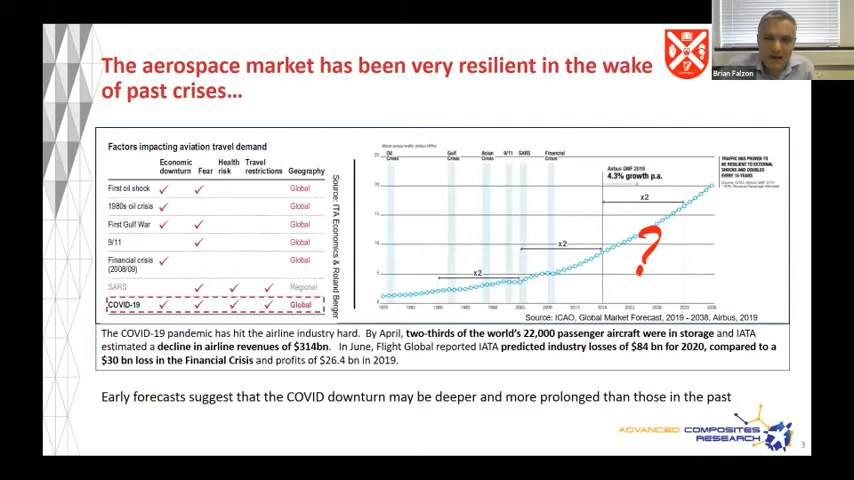 Brian Falzon
The aerospace market has been very resilient in the wake
of past crises…
Factors impacting aviation travel demand
Economic downturn Fear Health risk Travel restrictions Geography
First oil shock ✓ ✓ Global
1980s oil crisis ✓ Global
First Gulf War ✓ ✓ Global
9/11 ✓ Global
Financial crisis (2008/09) ✓ Global
SARS ✓ ✓ ✓ Regional
COVID-19 ✓ ✓ ✓ ✓ Global
Source: ITA Economics & Roland Berger
World annual traffic (trillion RPKs)
Oil Crisis
Gulf Crisis
Asian Crisis
9/11
SARS
Financial Crisis
Airbus GMF 2019
4.3% growth p.a.
x2
x2
x2
?
TRAFFIC HAS PROVEN
TO BE RESILIENT TO EXTERNAL
SHOCKS AND DOUBLES
EVERY 15 YEARS
Source: ICAO, Global Market Forecast, 2019 - 2038, Airbus, 2019
The COVID-19 pandemic has hit the airline industry hard. By April, two-thirds of the world's 22,000 passenger aircraft were in storage and IATA
estimated a decline in airline revenues of $314bn. In June, Flight Global reported IATA predicted industry losses of $84 bn for 2020, compared to a
$30 bn loss in the Financial Crisis and profits of $26.4 bn in 2019.
Early forecasts suggest that the COVID downturn may be deeper and more prolonged than those in the past
ADVANCED COMPOSITES
RESEARCH
3